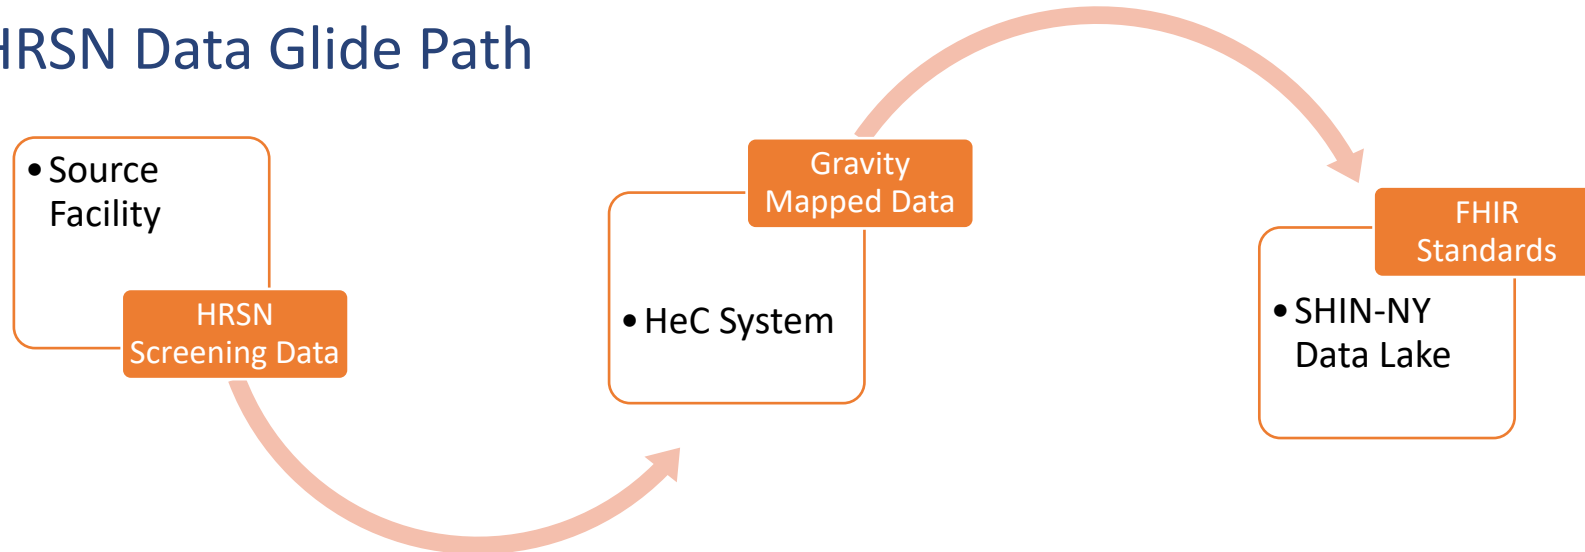 HRSN Data Glide Path
• Source
Facility
HRSN
Screening Data
Gravity
Mapped Data
• HeC System
FHIR
Standards
• SHIN-NY
Data Lake